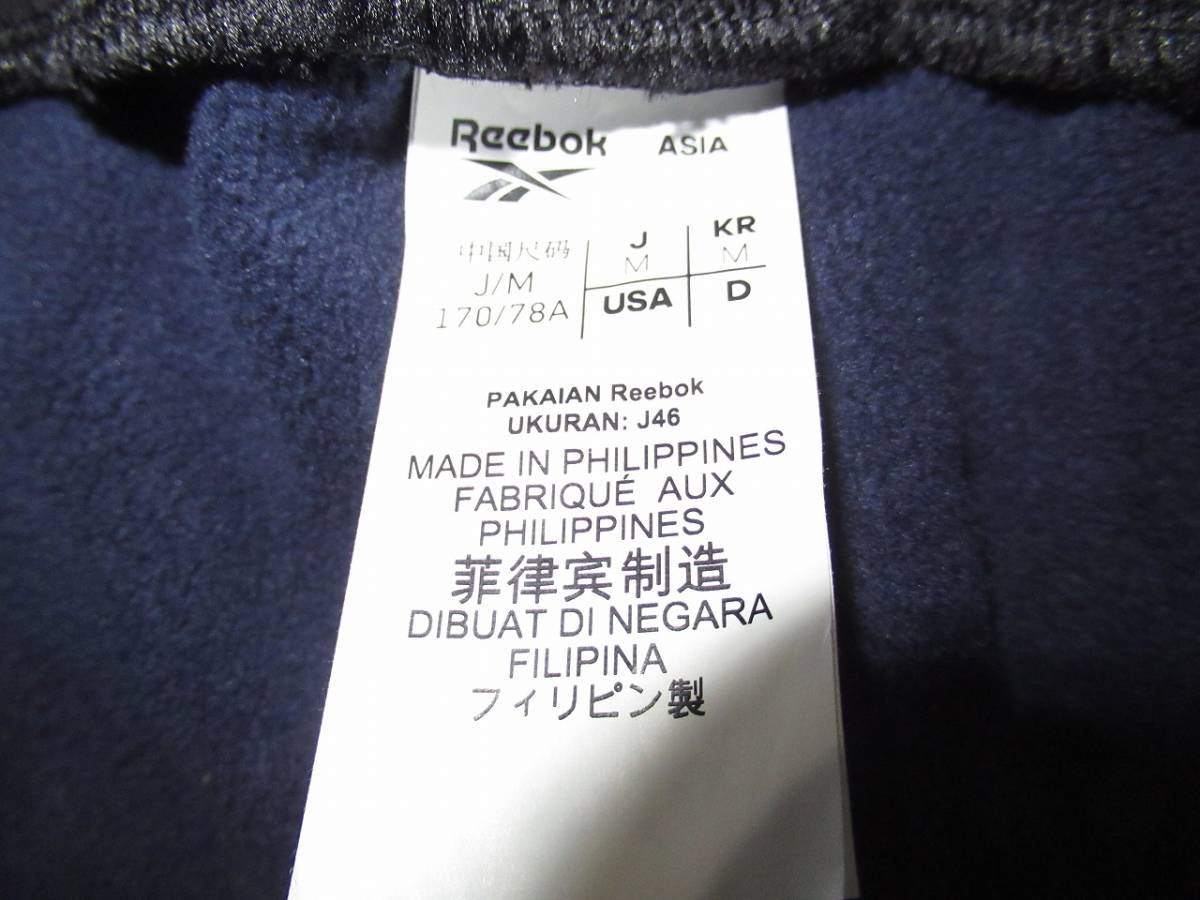 Reebok ASIA
中国尺码
J/M
170/78A
J
M
USA
KR
M
D
PAKAIAN Reebok
UKURAN: J46
MADE IN PHILIPPINES
FABRIQUÉ AUX
PHILIPPINES
菲律宾制造
DIBUAT DI NEGARA
FILIPINA
フィリピン製